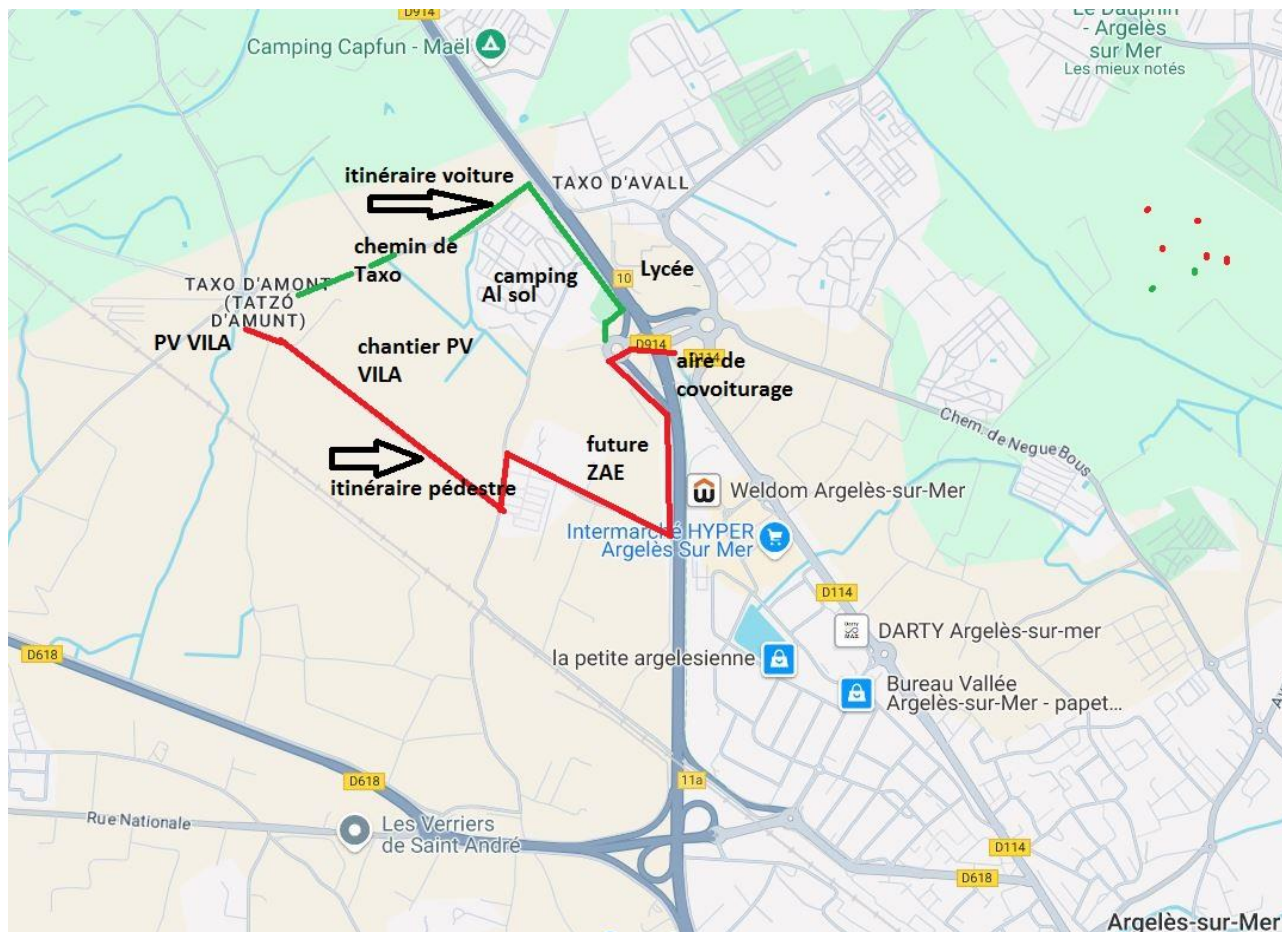 D914
Le Dauphin
- Argelès
sur Mer
Les mieux notés
Camping Capfun - Maël
itinéraire voiture
TAXO D'AVALL
chemin de
Taxo
Lycée
10
camping
Al sol
TAXO D'AMONT
(TATZÓ
D'AMUNT)
PV VILA
chantier PV
VILA
D914
D114
aire de
covoiturage
Chem. de Negue Bous
future
ZAE
itinéraire pédestre
Weldom Argelès-sur-Mer
Intermarché HYPER
Argelès Sur Mer
D114
D618
DARTY Argelès-sur-mer
la petite argelesienne
Bureau Vallée
Argelès-sur-Mer - papet...
D618
11a
Rue Nationale
Les Verriers
de Saint André
D114
D618
Argelès-sur-Mer